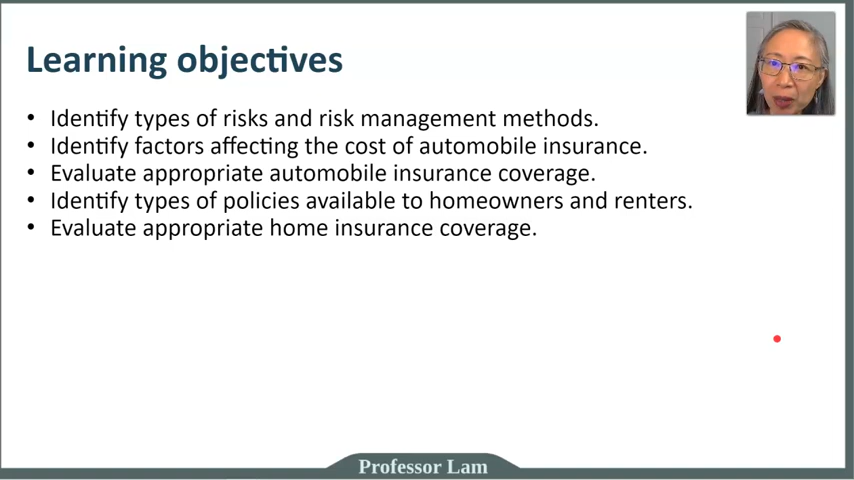 Learning objectives
• Identify types of risks and risk management methods.
• Identify factors affecting the cost of automobile insurance.
• Evaluate appropriate automobile insurance coverage.
• Identify types of policies available to homeowners and renters.
• Evaluate appropriate home insurance coverage.
Professor Lam